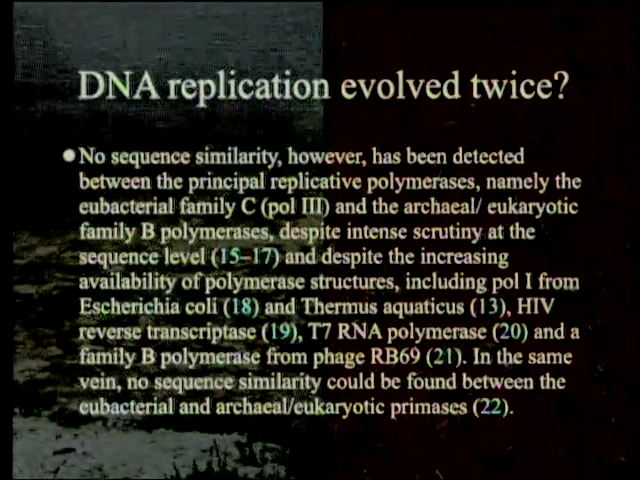 DNA replication evolved twice?
No sequence similarity, however, has been detected
between the principal replicative polymerases, namely the
eubacterial family C (pol III) and the archaeal/ eukaryotic
family B polymerases, despite intense scrutiny at the
sequence level (15–17) and despite the increasing
availability of polymerase structures, including pol I from
Escherichia coli (18) and Thermus aquaticus (13), HIV
reverse transcriptase (19), T7 RNA polymerase (20) and a
family B polymerase from phage RB69 (21). In the same
vein, no sequence similarity could be found between the
eubacterial and archaeal/eukaryotic primases (22).